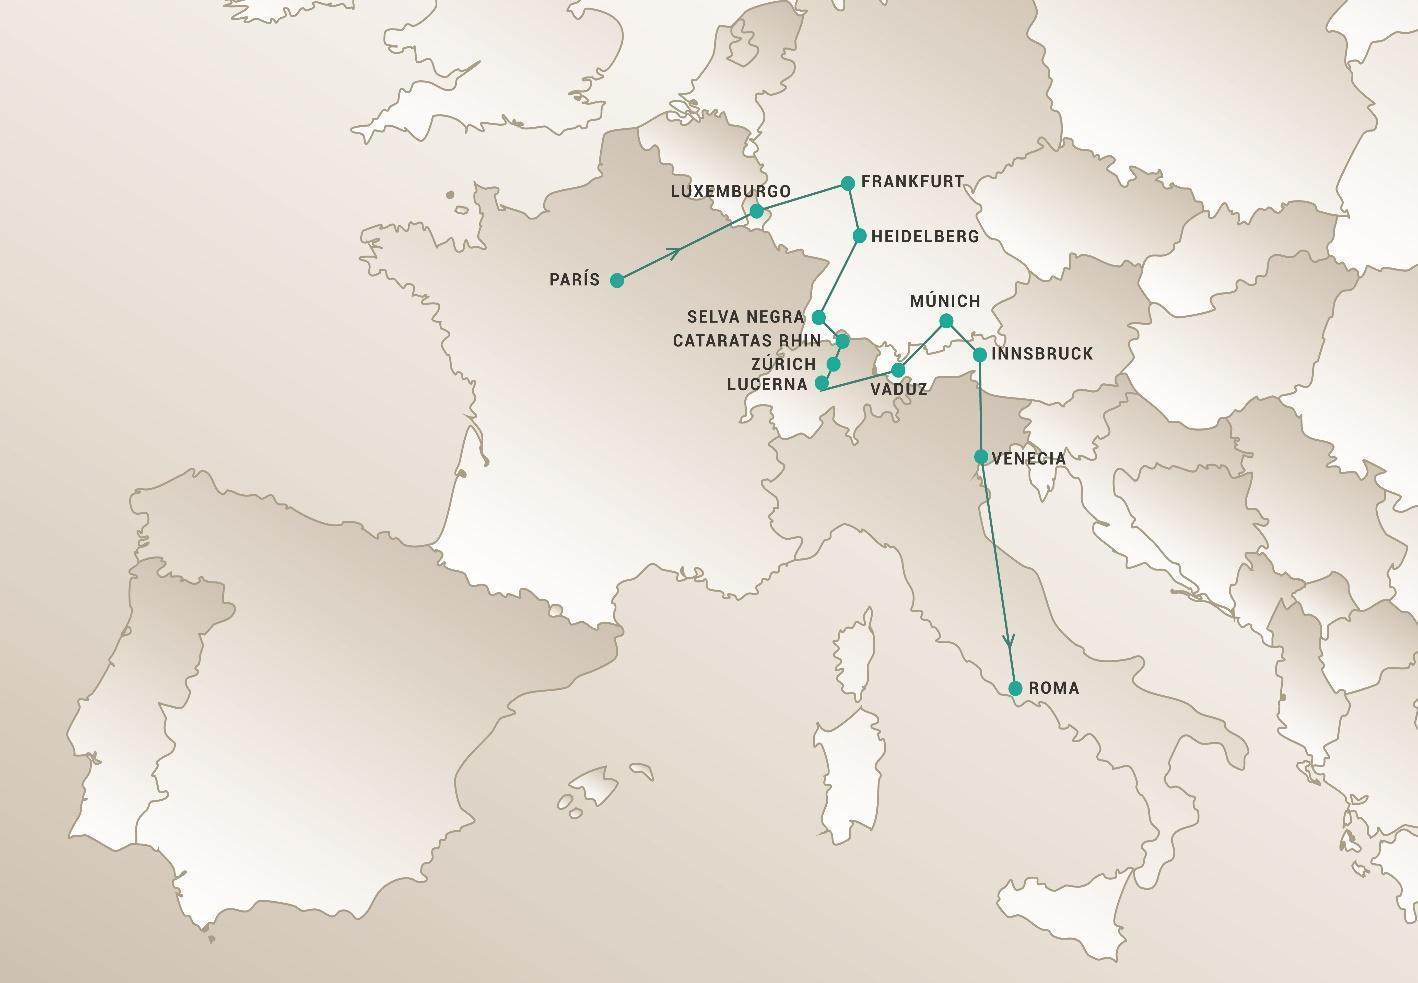 FRANKFURT
LUXEMBURGO
HEIDELBERG
PARÍS
MÚNICH
SELVA NEGRA
CATARATAS RHIN
INNSBRUCK
ZÚRICH
LUCERNA
VADUZ
VENECIA
ROMA